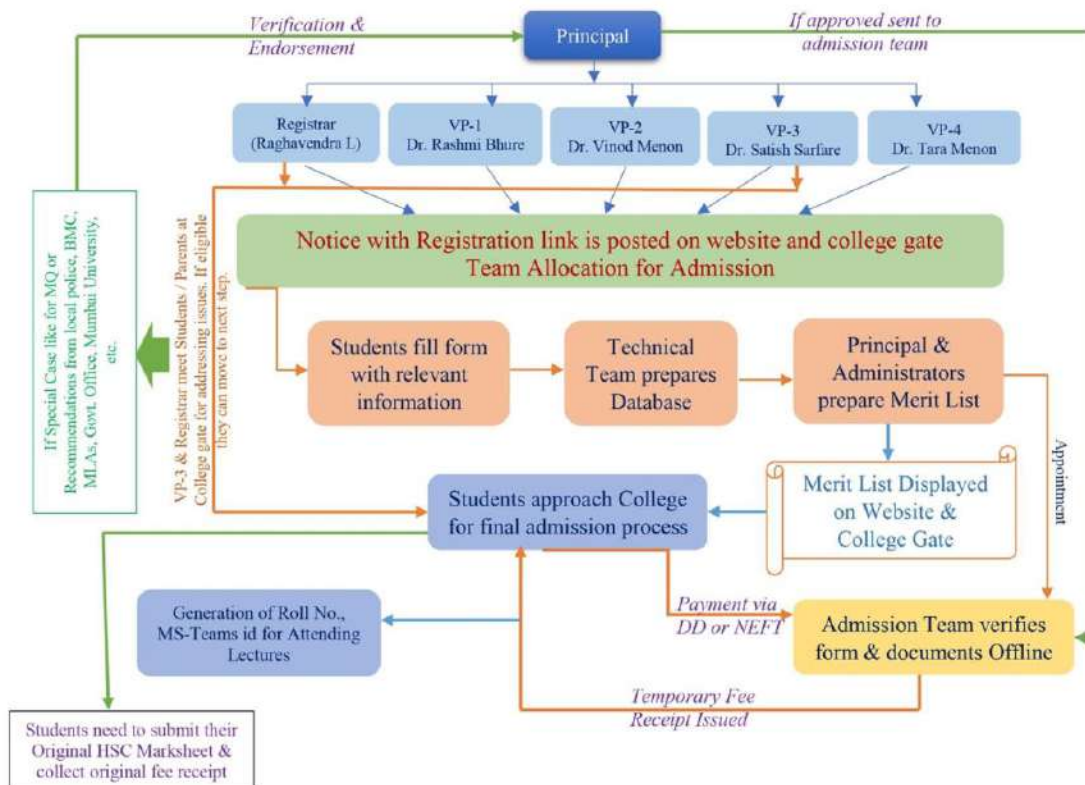 Verification &
Endorsement
Principal
If approved sent to
admission team
Registrar
(Raghavendra L)
VP-1
Dr. Rashmi Bhure
VP-2
Dr. Vinod Menon
VP-3
Dr. Satish Sarfare
VP-4
Dr. Tara Menon
Notice with Registration link is posted on website and college gate
Team Allocation for Admission
If Special Case like for MQ or
Recommendations from local police, BMC,
MLAs, Govt. Office, Mumbai University,
etc.
VP-3 & Registrar meet Students / Parents at
College gate for addressing issues. If eligible
they can move to next step.
Students fill form
with relevant
information
Technical
Team prepares
Database
Principal &
Administrators
prepare Merit List
Appointment
Merit List Displayed
on Website &
College Gate
Students approach College
for final admission process
Generation of Roll No.,
MS-Teams id for Attending
Lectures
Payment via
DD or NEFT
Admission Team verifies
form & documents Offline
Temporary Fee
Receipt Issued
Students need to submit their
Original HSC Marksheet &
collect original fee receipt